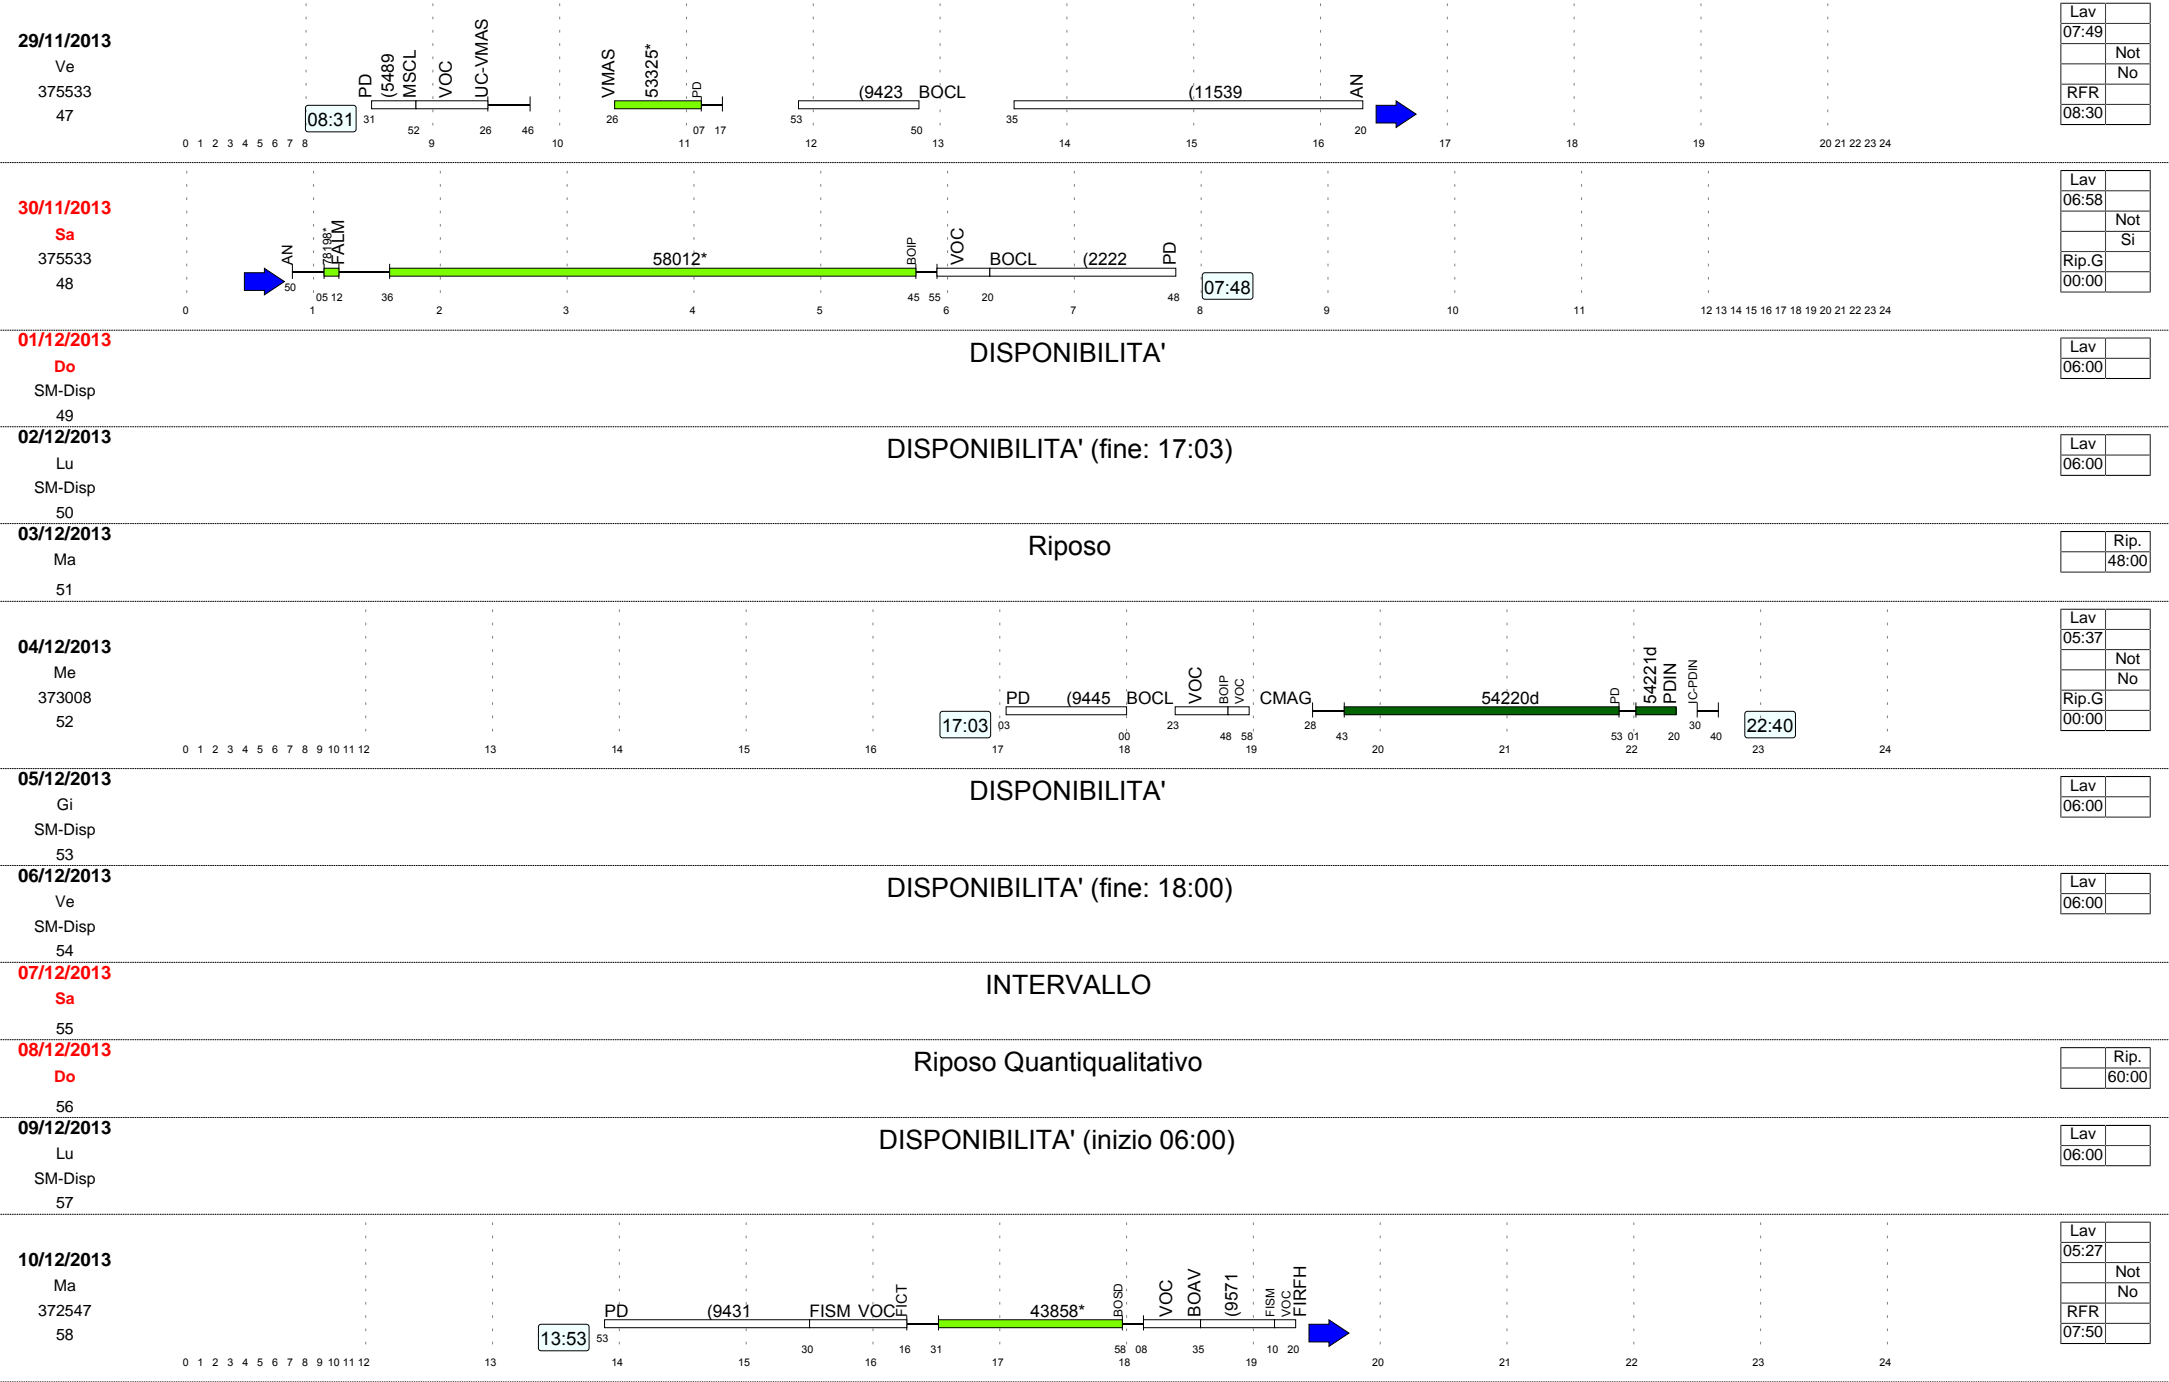 29/11/2013
Ve
375533
47
08:31
PD (5489 MSCL VOC UC-VMAS VMAS 53325* PD (9423 BOCL (11539 AN
31 52 26 46 26 07 17 53 50 35 20
0 1 2 3 4 5 6 7 8 9 10 11 12 13 14 15 16 17 18 19 20 21 22 23 24
Lav
07:49
Not
No
RFR
08:30
30/11/2013
Sa
375533
48
AN 78198* FALM 58012* BOIP VOC BOCL (2222 PD
50 05 12 36 45 55 20 48
07:48
0 1 2 3 4 5 6 7 8 9 10 11 12 13 14 15 16 17 18 19 20 21 22 23 24
Lav
06:58
Not
Si
Rip.G
00:00
01/12/2013
Do
SM-Disp
49
DISPONIBILITA'
Lav
06:00
02/12/2013
Lu
SM-Disp
50
DISPONIBILITA' (fine: 17:03)
Lav
06:00
03/12/2013
Ma
51
Riposo
Rip.
48:00
04/12/2013
Me
373008
52
17:03
PD (9445 BOCL VOC BOIP VOC CMAG 54220d PD 54221d PDIN
03 00 23 48 58 28 43 53 01 20 30 40
22:40
0 1 2 3 4 5 6 7 8 9 10 11 12 13 14 15 16 17 18 19 20 21 22 23 24
Lav
05:37
Not
No
Rip.G
00:00
05/12/2013
Gi
SM-Disp
53
DISPONIBILITA'
Lav
06:00
06/12/2013
Ve
SM-Disp
54
DISPONIBILITA' (fine: 18:00)
Lav
06:00
07/12/2013
Sa
55
INTERVALLO
08/12/2013
Do
56
Riposo Quantiqualitativo
Rip.
60:00
09/12/2013
Lu
SM-Disp
57
DISPONIBILITA' (inizio 06:00)
Lav
06:00
10/12/2013
Ma
372547
58
13:53
PD (9431 FISM VOC FICT 43858* BOSD VOC BOAV (9571 FISM VOC FIRFH
53 30 16 31 58 08 35 10 20
0 1 2 3 4 5 6 7 8 9 10 11 12 13 14 15 16 17 18 19 20 21 22 23 24
Lav
05:27
Not
No
RFR
07:50